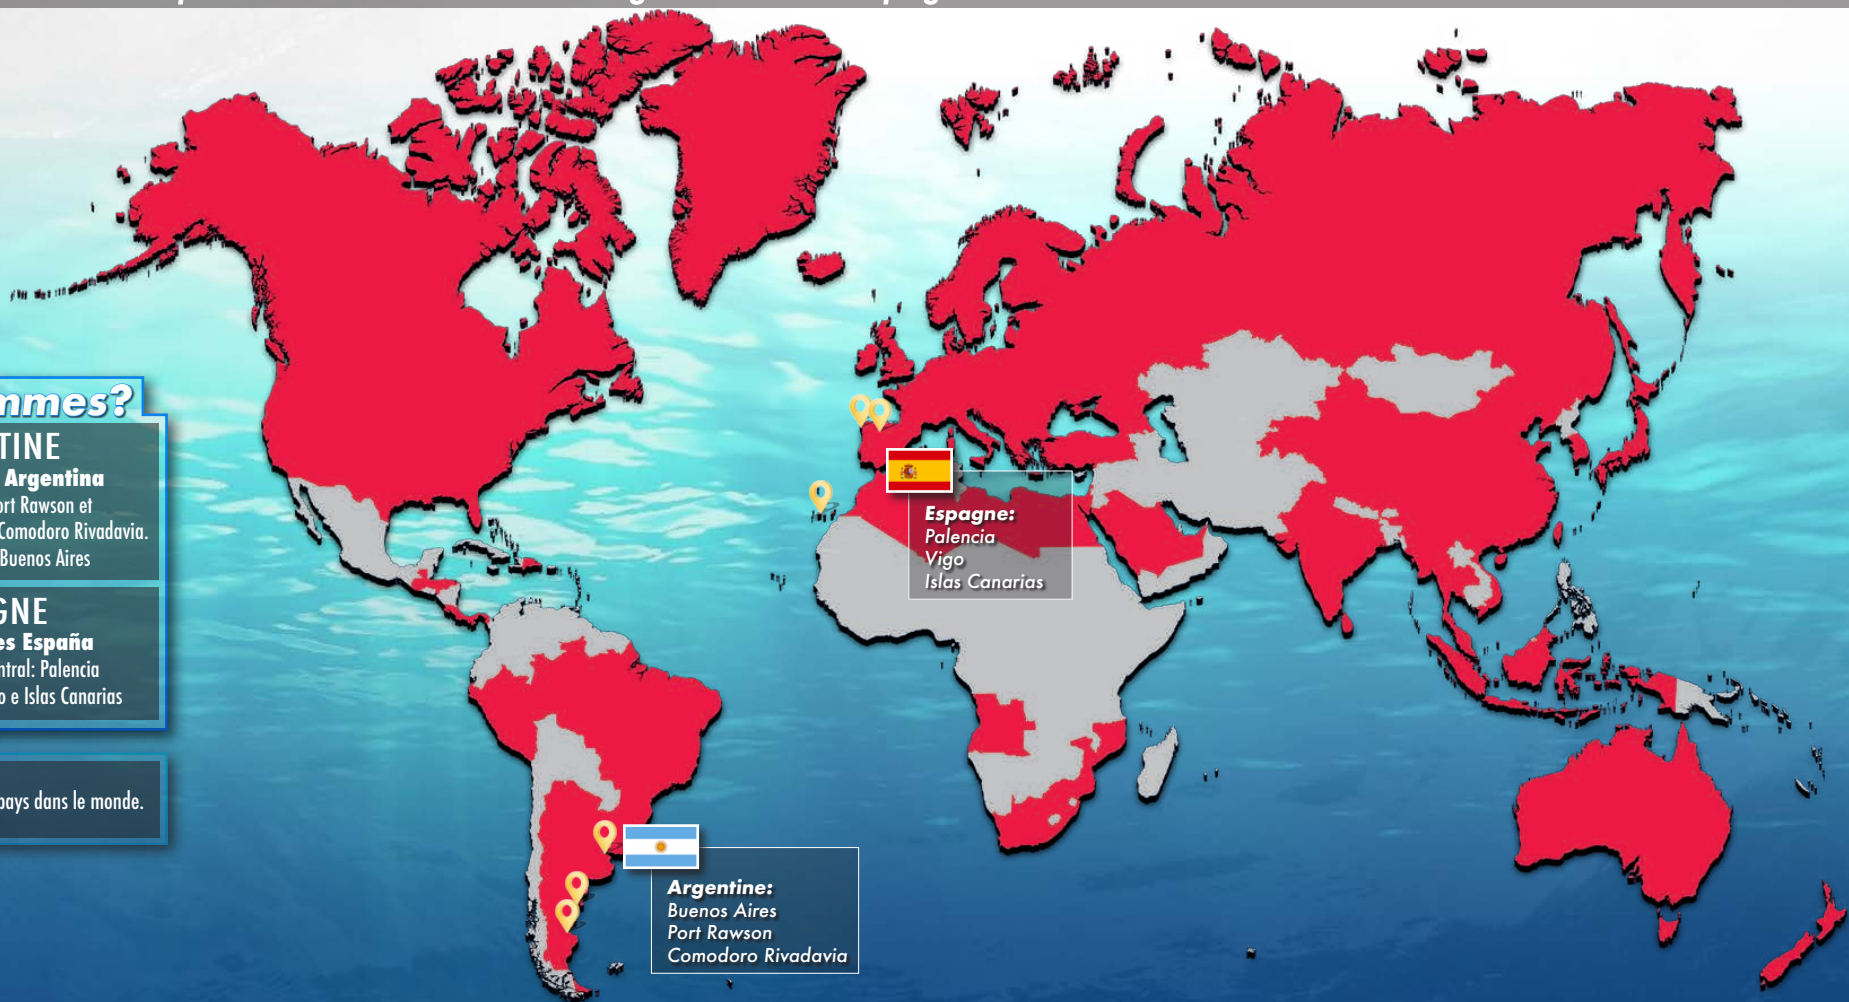 mmes?
TINE
Argentina
ort Rawson et
Comodoro Rivadavia.
Buenos Aires
GNE
es España
ntral: Palencia
o e Islas Canarias
pays dans le monde.
Espagne:
Palencia
Vigo
Islas Canarias
Argentine:
Buenos Aires
Port Rawson
Comodoro Rivadavia